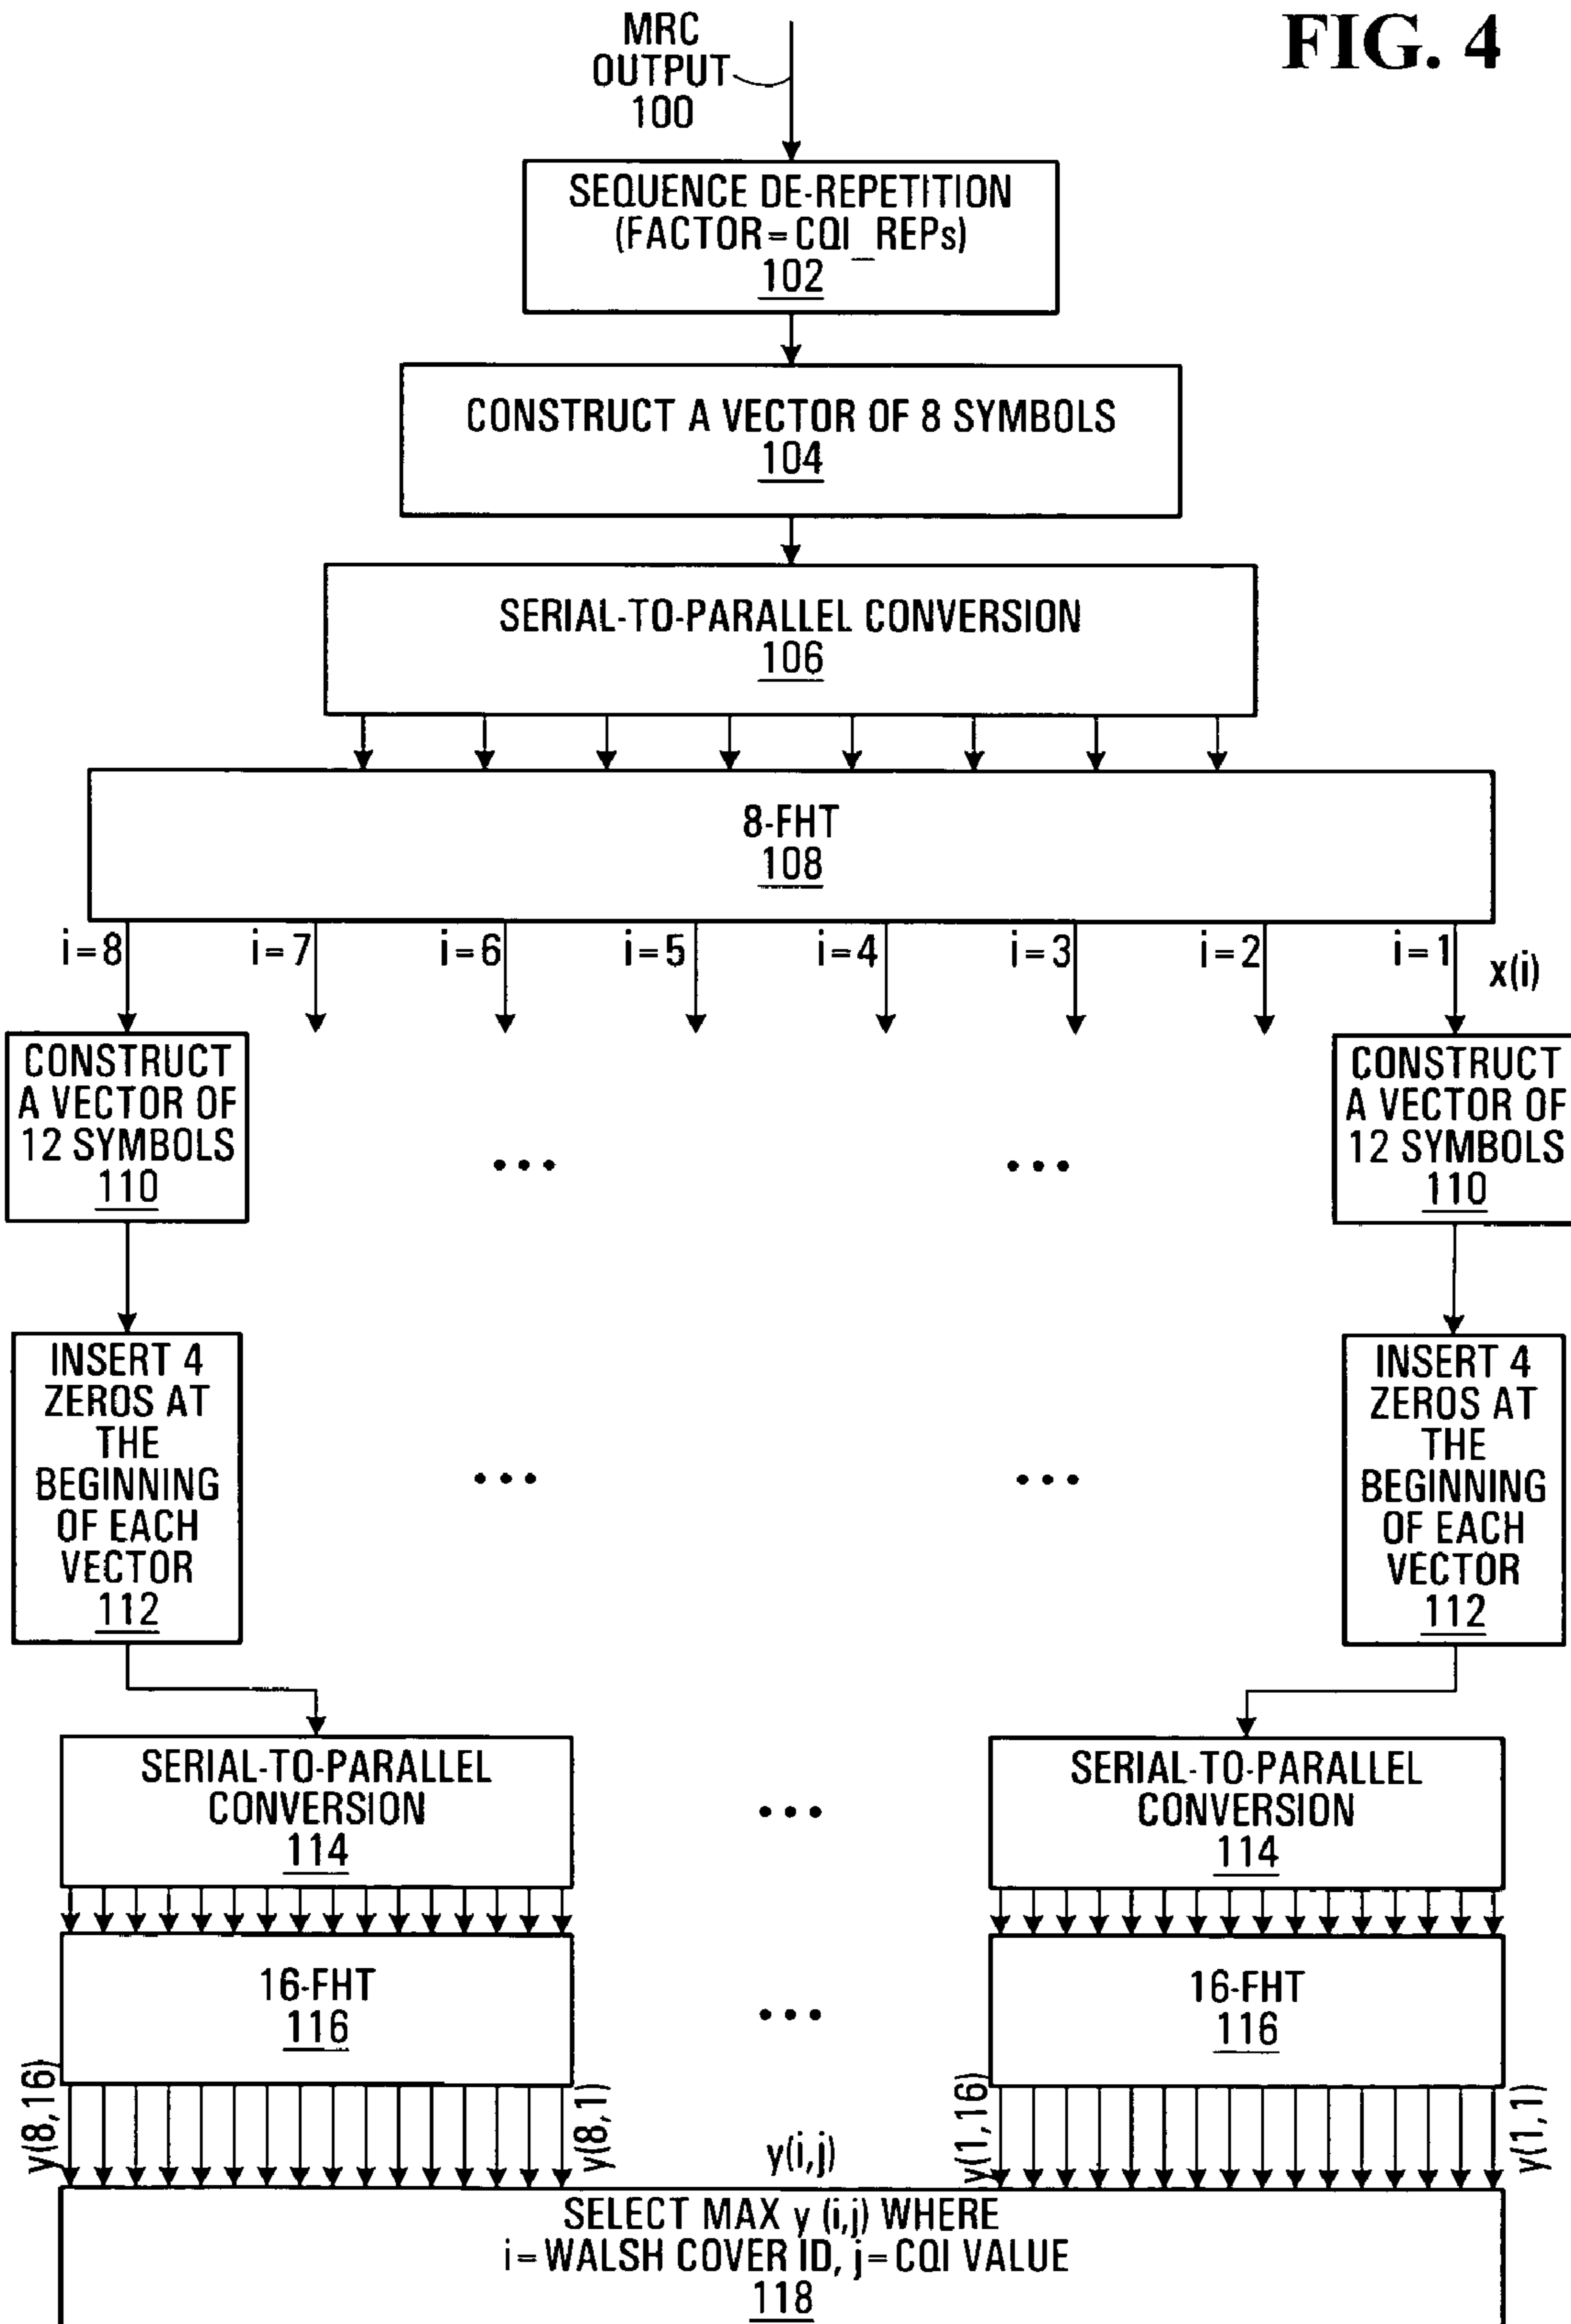 FIG. 4
MRC
OUTPUT
100
SEQUENCE DE-REPETITION
(FACTOR=CQI_REPs)
102
CONSTRUCT A VECTOR OF 8 SYMBOLS
104
SERIAL-TO-PARALLEL CONVERSION
106
8-FHT
108
i=8
i=7
i=6
i=5
i=4
i=3
i=2
i=1
x(i)
CONSTRUCT
A VECTOR OF
12 SYMBOLS
110
...
...
CONSTRUCT
A VECTOR OF
12 SYMBOLS
110
INSERT 4
ZEROS AT
THE
BEGINNING
OF EACH
VECTOR
112
...
...
INSERT 4
ZEROS AT
THE
BEGINNING
OF EACH
VECTOR
112
SERIAL-TO-PARALLEL
CONVERSION
114
...
SERIAL-TO-PARALLEL
CONVERSION
114
16-FHT
116
...
16-FHT
116
y(8,16)
y(8,1)
y(i,j)
y(1,16)
y(1,1)
SELECT MAX y (i,j) WHERE
i=WALSH COVER ID, j=CQI VALUE
118